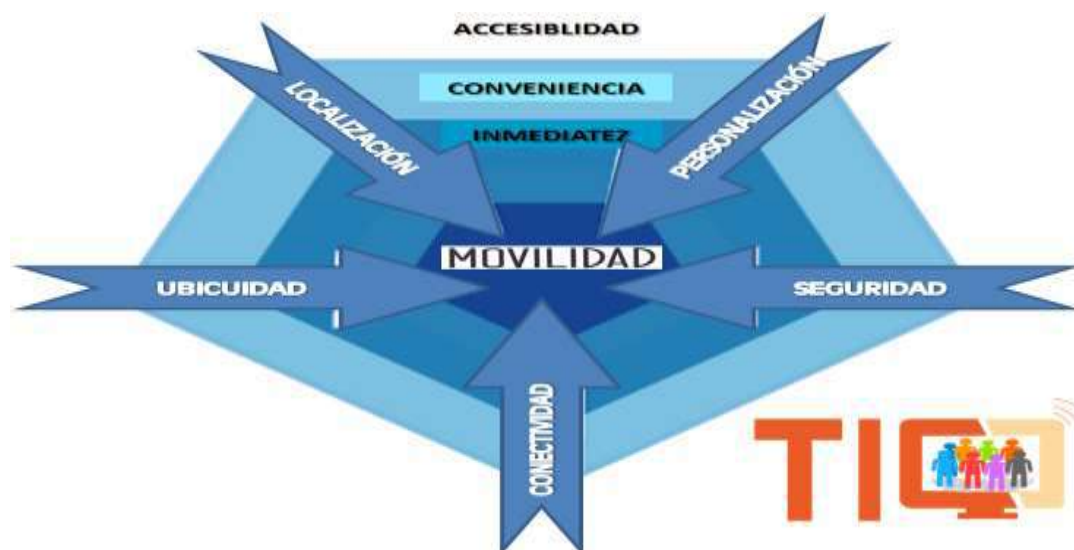 ACCESIBLIDAD
CONVENIENCIA
INMEDIATEZ
LOCALIZACIÓN
PERSONALIZACIÓN
MOVILIDAD
UBICUIDAD
SEGURIDAD
CONECTIVIDAD
TIC